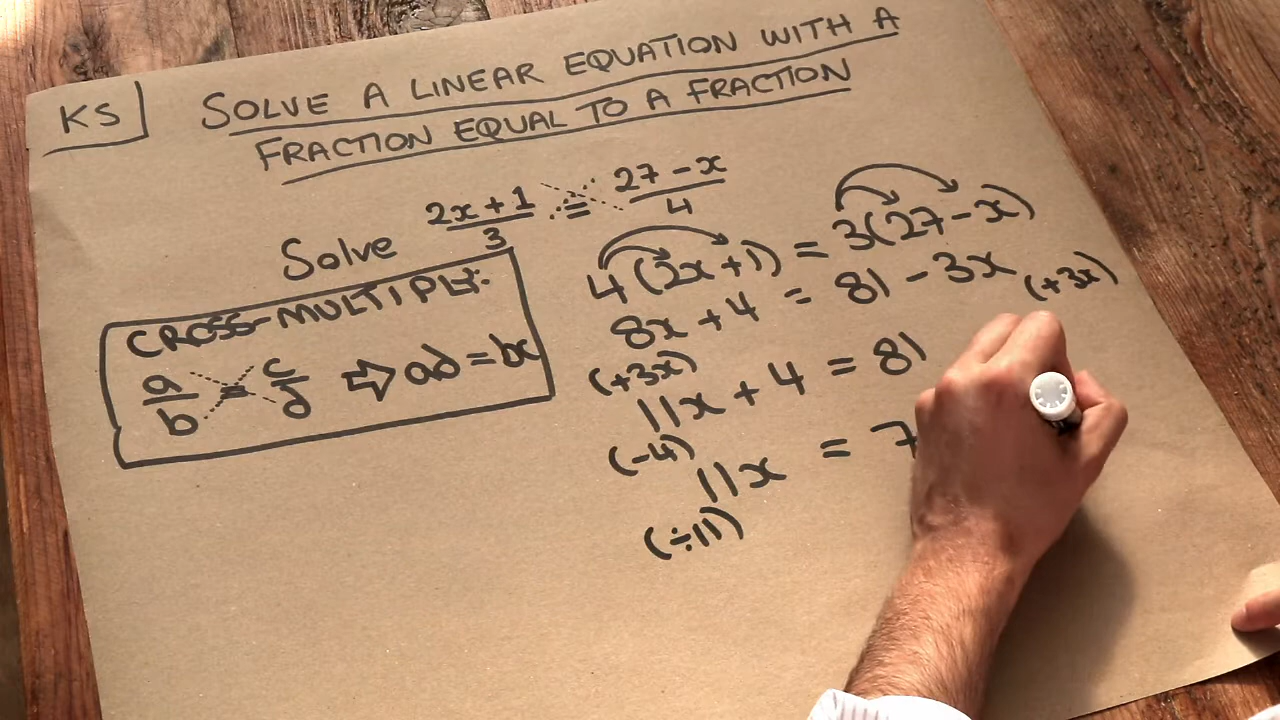 KS
SOLVE A LINEAR EQUATION WITH A
FRACTION EQUAL TO A FRACTION
Solve (2x + 1)/3 = (27 - x)/4
CROSS-MULTIPLY:
a/b = c/d ⇨ ad = bc
4(2x + 1) = 3(27 - x)
8x + 4 = 81 - 3x
(+3x) (+3x)
11x + 4 = 81
(-4)
11x = 7
(÷11)